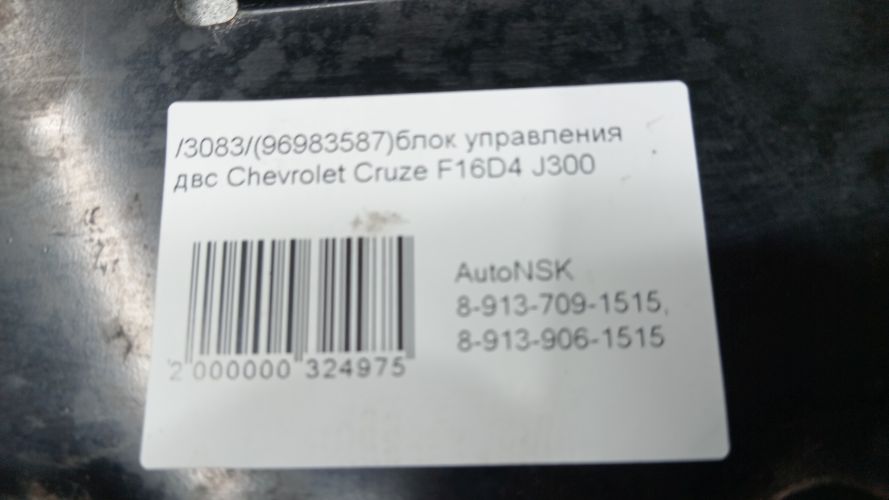 /3083/(96983587)блок управления
двс Chevrolet Cruze F16D4 J300
AutoNSK
8-913-709-1515,
8-913-906-1515
2 000000 324975